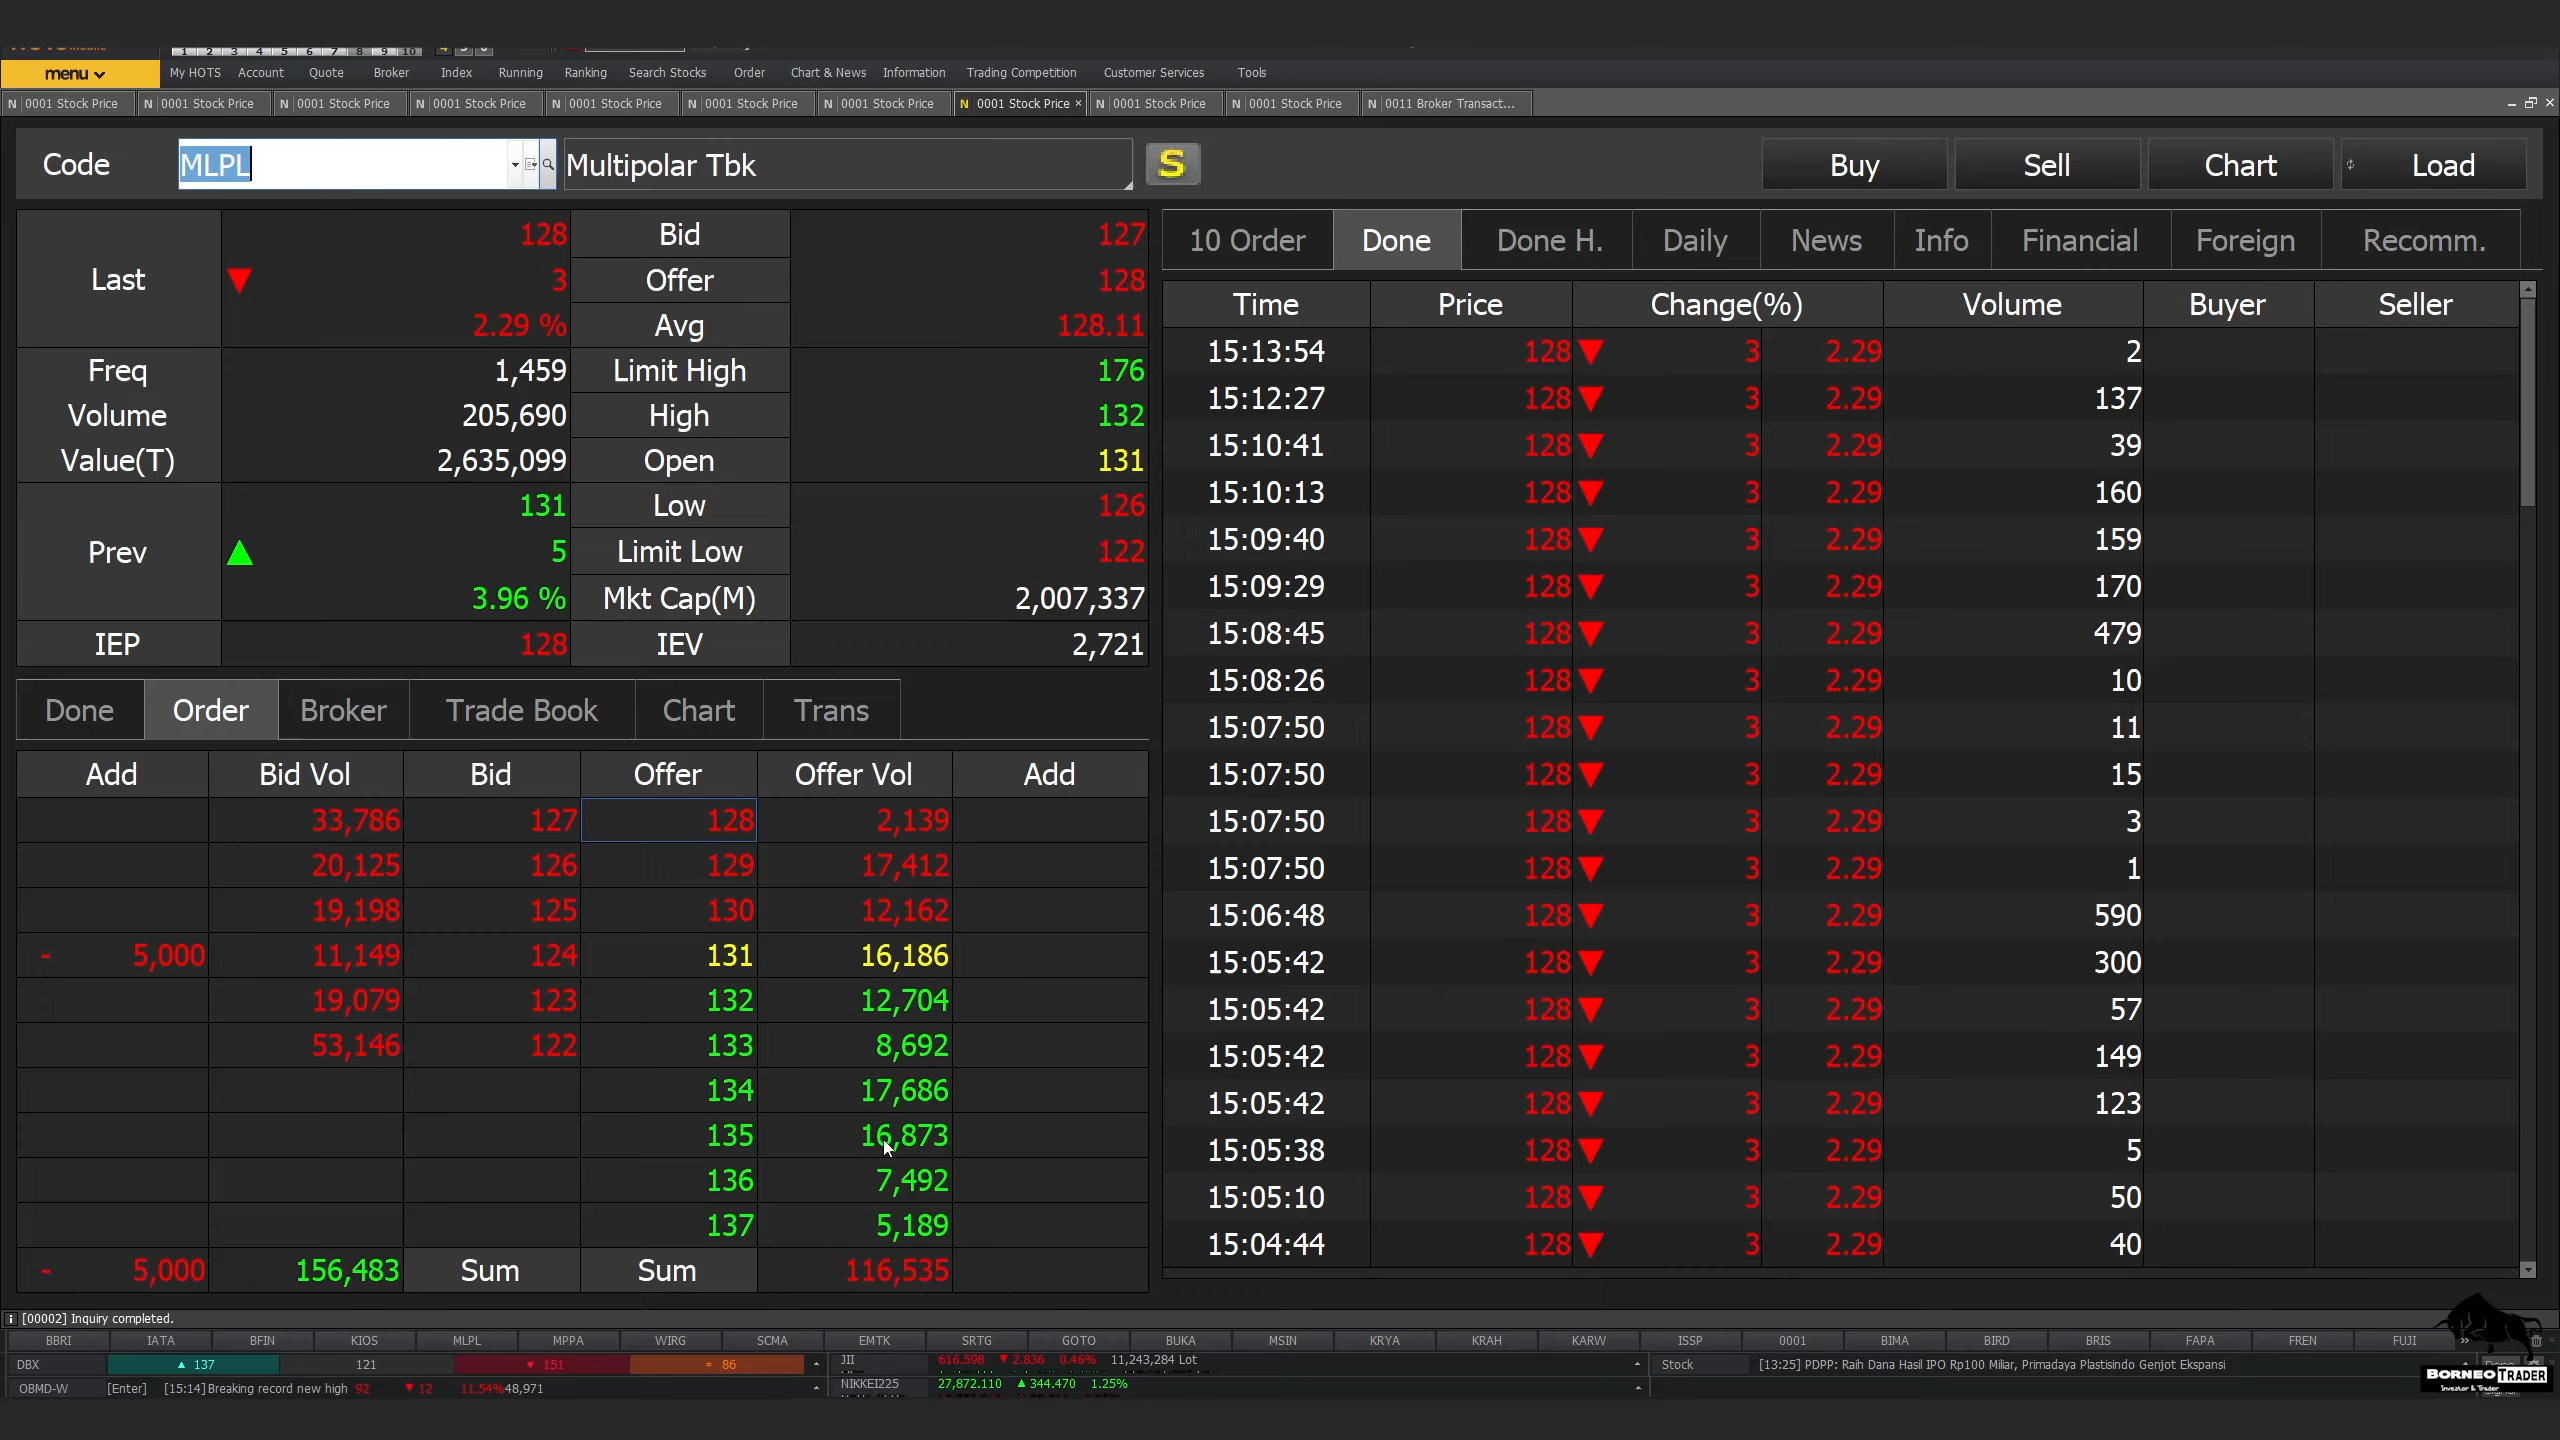 1 2 3 4 5 6 7 8 9 10
menu My HOTS Account Quote Broker Index Running Ranking Search Stocks Order Chart & News Information Trading Competition Customer Services Tools
N 0001 Stock Price N 0001 Stock Price N 0001 Stock Price N 0001 Stock Price N 0001 Stock Price N 0001 Stock Price N 0001 Stock Price N 0001 Stock Price × N 0001 Stock Price N 0001 Stock Price N 0011 Broker Transact...
Code MLPL Multipolar Tbk S Buy Sell Chart Load
Last 128 Bid 127
▼ 3 Offer 128
2.29 % Avg 128.11
Freq 1,459 Limit High 176
Volume 205,690 High 132
Value(T) 2,635,099 Open 131
Prev 131 Low 126
▲ 5 Limit Low 122
3.96 % Mkt Cap(M) 2,007,337
IEP 128 IEV 2,721
Done Order Broker Trade Book Chart Trans
Add Bid Vol Bid Offer Offer Vol Add
33,786 127 128 2,139
20,125 126 129 17,412
19,198 125 130 12,162
- 5,000 11,149 124 131 16,186
19,079 123 132 12,704
53,146 122 133 8,692
134 17,686
135 16,873
136 7,492
137 5,189
- 5,000 156,483 Sum Sum 116,535
10 Order Done Done H. Daily News Info Financial Foreign Recomm.
Time Price Change(%) Volume Buyer Seller
15:13:54 128 ▼ 3 2.29 2
15:12:27 128 ▼ 3 2.29 137
15:10:41 128 ▼ 3 2.29 39
15:10:13 128 ▼ 3 2.29 160
15:09:40 128 ▼ 3 2.29 159
15:09:29 128 ▼ 3 2.29 170
15:08:45 128 ▼ 3 2.29 479
15:08:26 128 ▼ 3 2.29 10
15:07:50 128 ▼ 3 2.29 11
15:07:50 128 ▼ 3 2.29 15
15:07:50 128 ▼ 3 2.29 3
15:07:50 128 ▼ 3 2.29 1
15:06:48 128 ▼ 3 2.29 590
15:05:42 128 ▼ 3 2.29 300
15:05:42 128 ▼ 3 2.29 57
15:05:42 128 ▼ 3 2.29 149
15:05:42 128 ▼ 3 2.29 123
15:05:38 128 ▼ 3 2.29 5
15:05:10 128 ▼ 3 2.29 50
15:04:44 128 ▼ 3 2.29 40
[00002] Inquiry completed.
BBRI IATA BFIN KIOS MLPL MPPA WIRG SCMA EMTK SRTG GOTO BUKA MSIN KRYA KRAH KARW ISSP 0001 BIMA BIRD BRIS FAPA FREN FUJI
DBX ▲ 137 121 ▼ 151 86 JII 616.598 ▼ 2.836 0.46% 11,243,284 Lot Stock [13:25] PDPP: Raih Dana Hasil IPO Rp100 Miliar, Primadaya Plastisindo Genjot Ekspansi
OBMD-W [Enter] [15:14]Breaking record new high 92 ▼ 12 11.54% 48,971 NIKKEI225 27,872.110 ▲ 344.470 1.25%
BORNEO TRADER
Investor & Trader